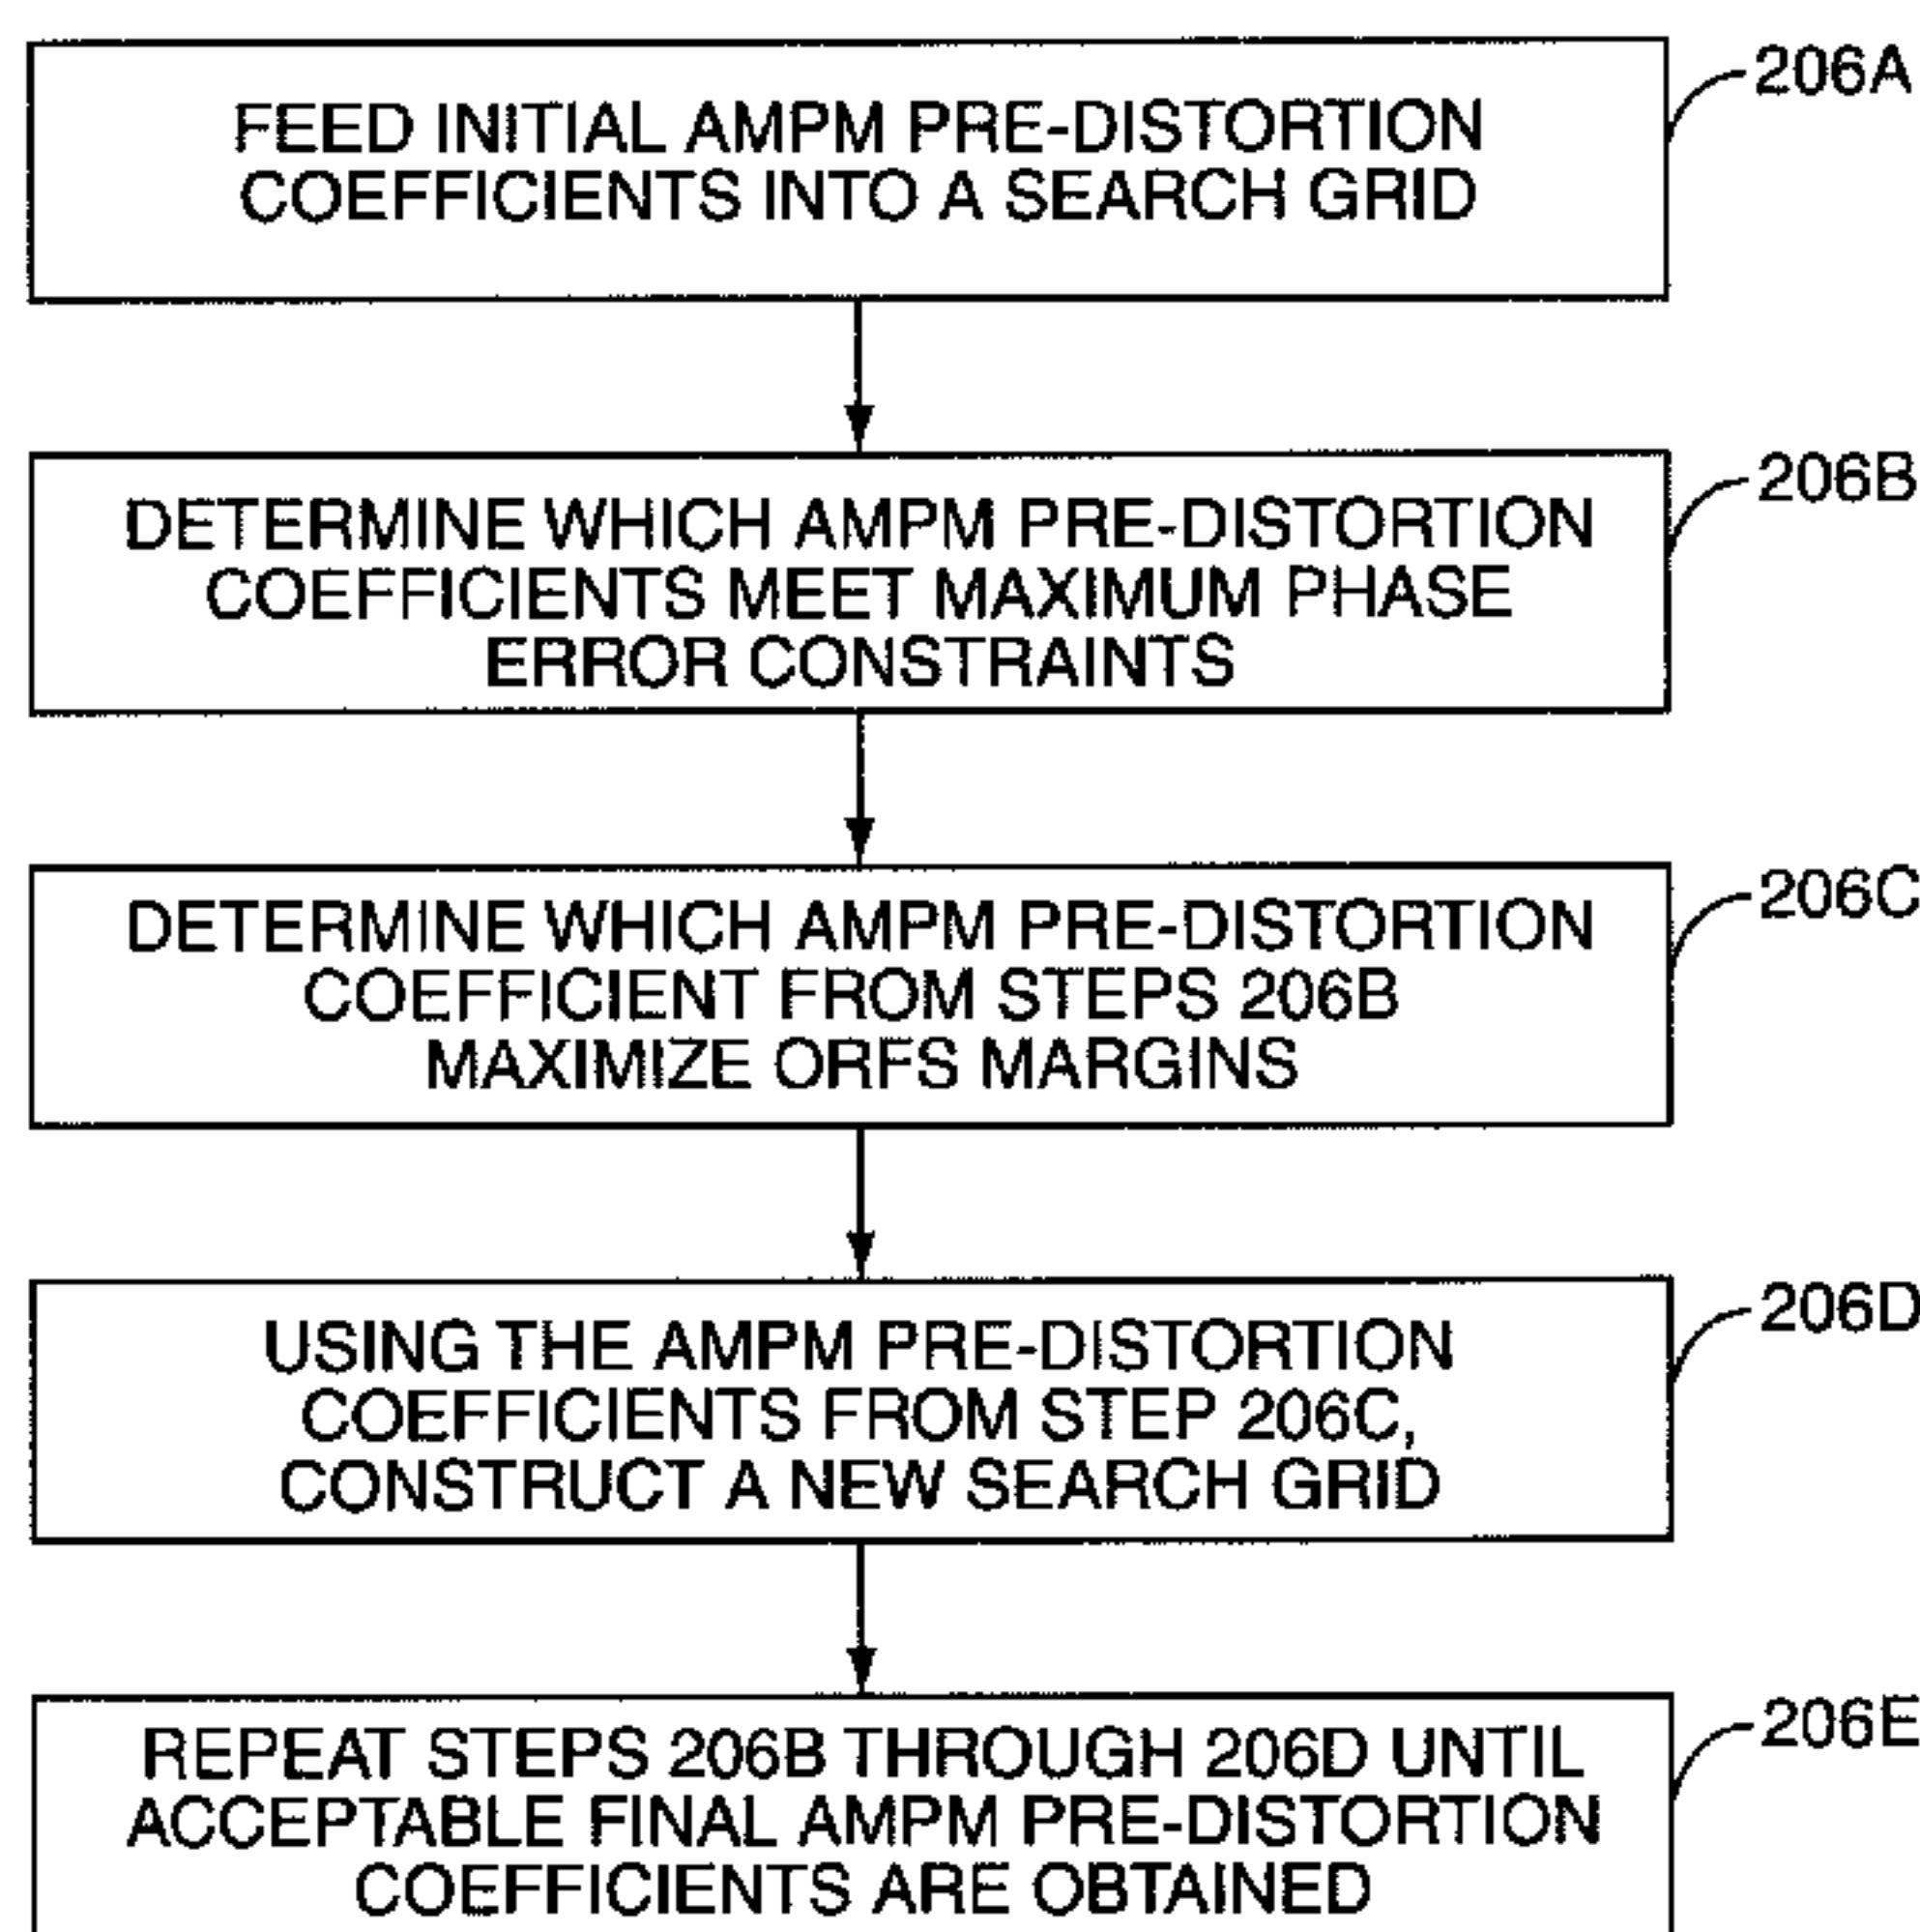 206A
FEED INITIAL AMPM PRE-DISTORTION
COEFFICIENTS INTO A SEARCH GRID
206B
DETERMINE WHICH AMPM PRE-DISTORTION
COEFFICIENTS MEET MAXIMUM PHASE
ERROR CONSTRAINTS
206C
DETERMINE WHICH AMPM PRE-DISTORTION
COEFFICIENT FROM STEPS 206B
MAXIMIZE ORFS MARGINS
206D
USING THE AMPM PRE-DISTORTION
COEFFICIENTS FROM STEP 206C,
CONSTRUCT A NEW SEARCH GRID
206E
REPEAT STEPS 206B THROUGH 206D UNTIL
ACCEPTABLE FINAL AMPM PRE-DISTORTION
COEFFICIENTS ARE OBTAINED